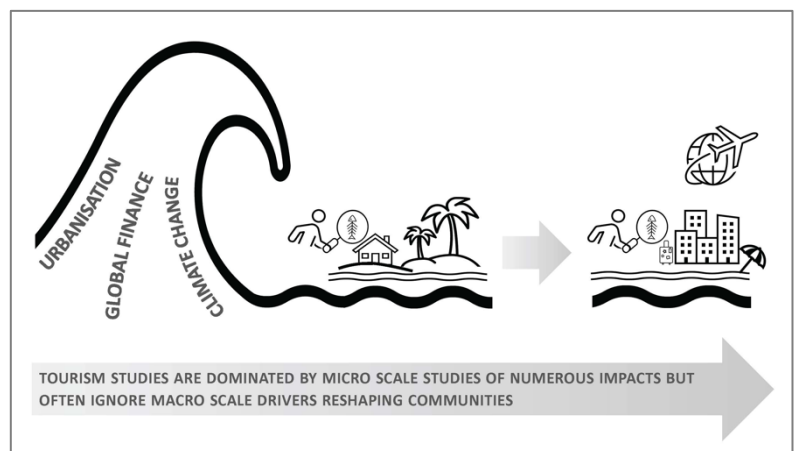 URBANISATION
GLOBAL FINANCE
CLIMATE CHANGE
TOURISM STUDIES ARE DOMINATED BY MICRO SCALE STUDIES OF NUMEROUS IMPACTS BUT
OFTEN IGNORE MACRO SCALE DRIVERS RESHAPING COMMUNITIES